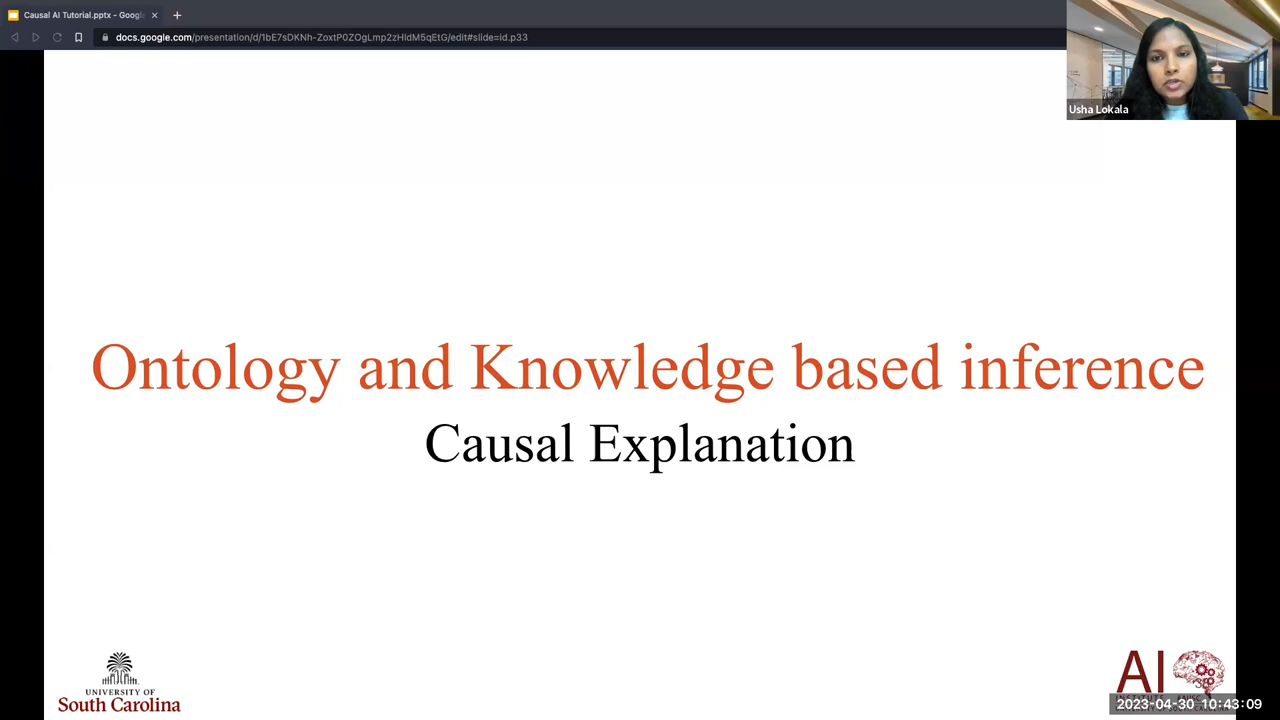 Causal AI Tutorial.pptx - Googl
docs.google.com/presentation/d/1bE7sDKNh-ZoxtP0ZOgLmp2zHIdM5qEtG/edit#slide=id.p33
Usha Lokala
Ontology and Knowledge based inference
Causal Explanation
UNIVERSITY OF
South Carolina
AI
2023-04-30 10:43:09